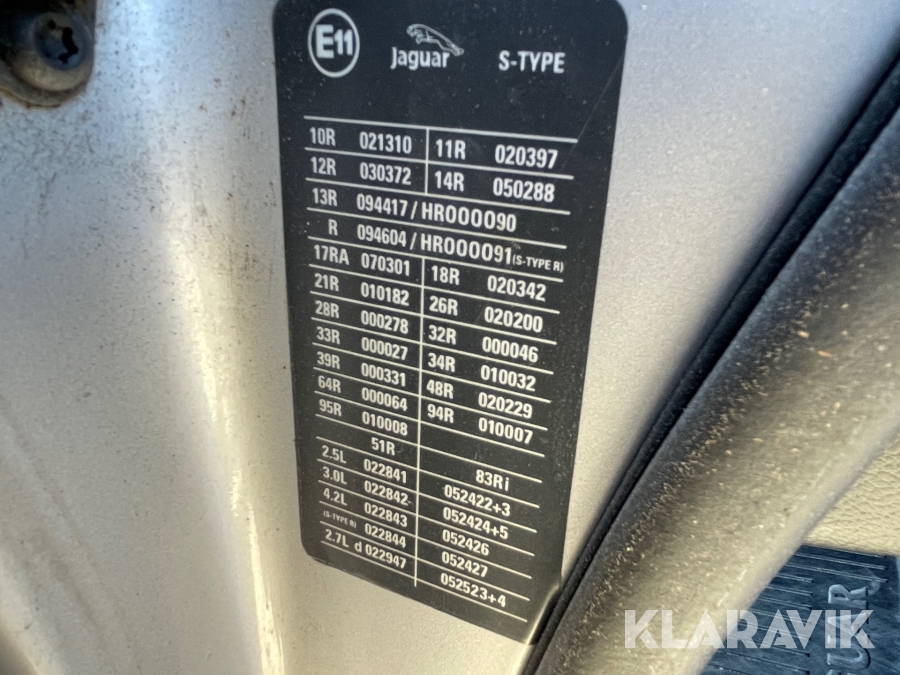 E11 Jaguar S-TYPE
10R 021310 11R 020397
12R 030372 14R 050288
13R 094417/HR000090
R 094604/HR000091 (S-TYPE R)
17RA 070301 18R 020342
21R 010182 26R 020200
28R 000278 32R 000046
33R 000027 34R 010032
39R 000331 48R 020229
64R 000064 94R 010007
95R 010008
51R 83Ri
2.5L 022841 052422+3
3.0L 022842- 052424+5
4.2L 022843 052426
(S-TYPE R) 022844 052427
2.7L d 022947 052523+4
KLARAVIK